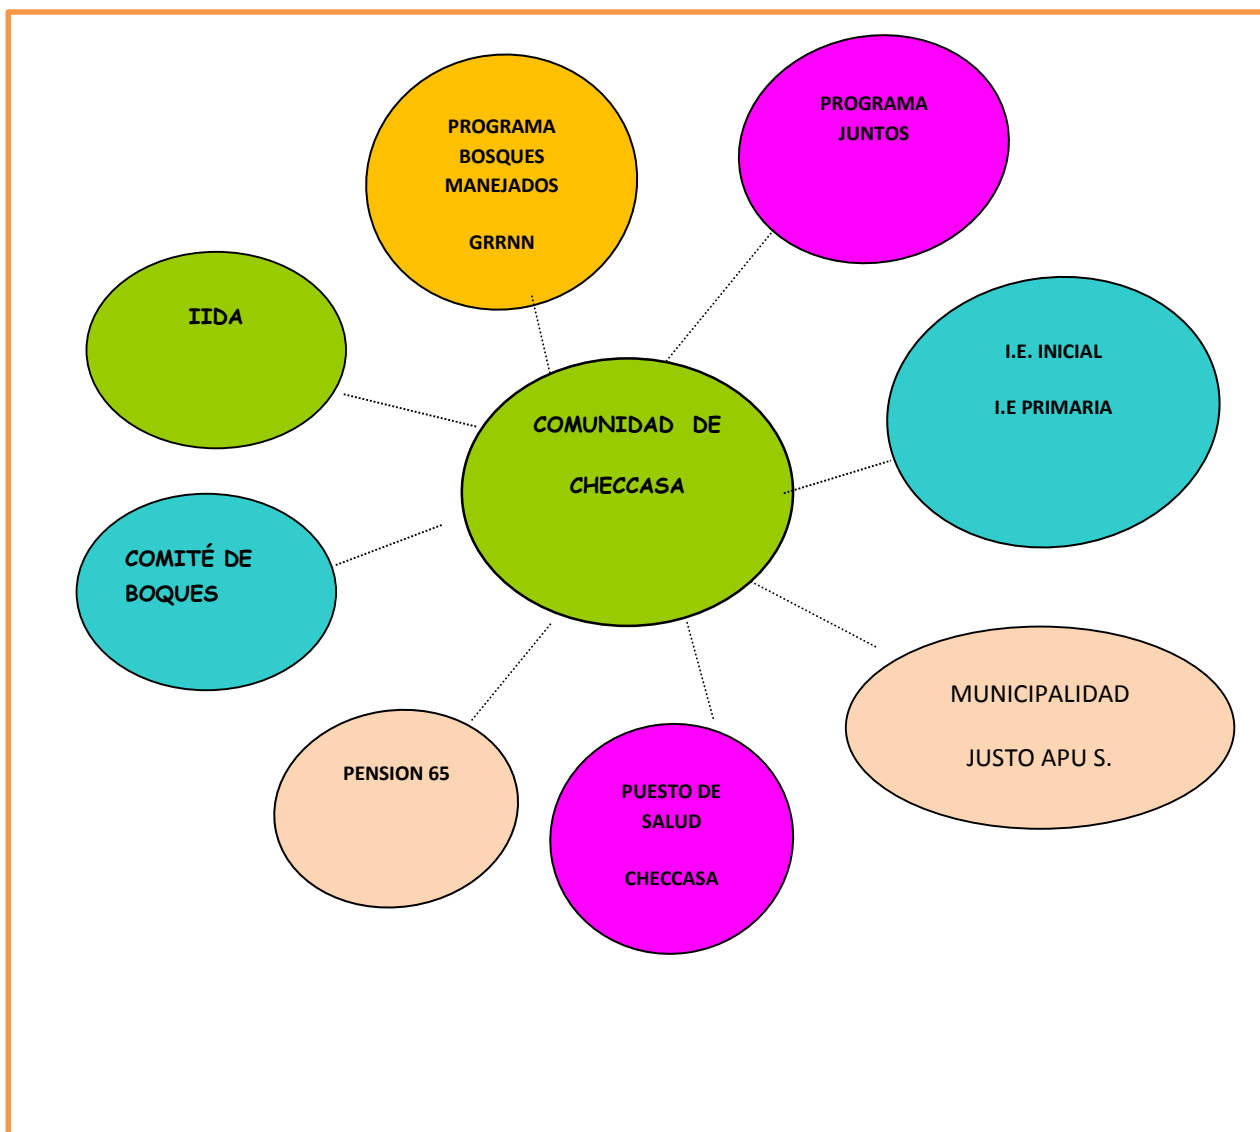 PROGRAMA
BOSQUES
MANEJADOS
GRRNN
PROGRAMA
JUNTOS
IIDA
I.E. INICIAL
I.E PRIMARIA
COMUNIDAD DE
CHECCASA
COMITÉ DE
BOQUES
MUNICIPALIDAD
JUSTO APU S.
PENSION 65
PUESTO DE
SALUD
CHECCASA